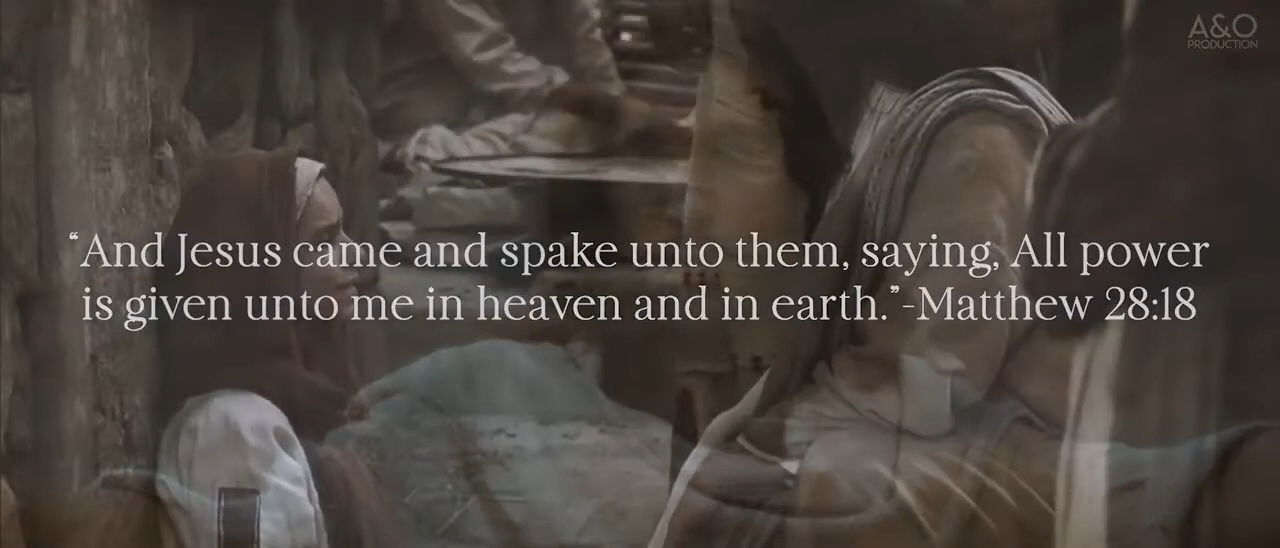 A&O
PRODUCTION
“And Jesus came and spake unto them, saying, All power
is given unto me in heaven and in earth.”-Matthew 28:18